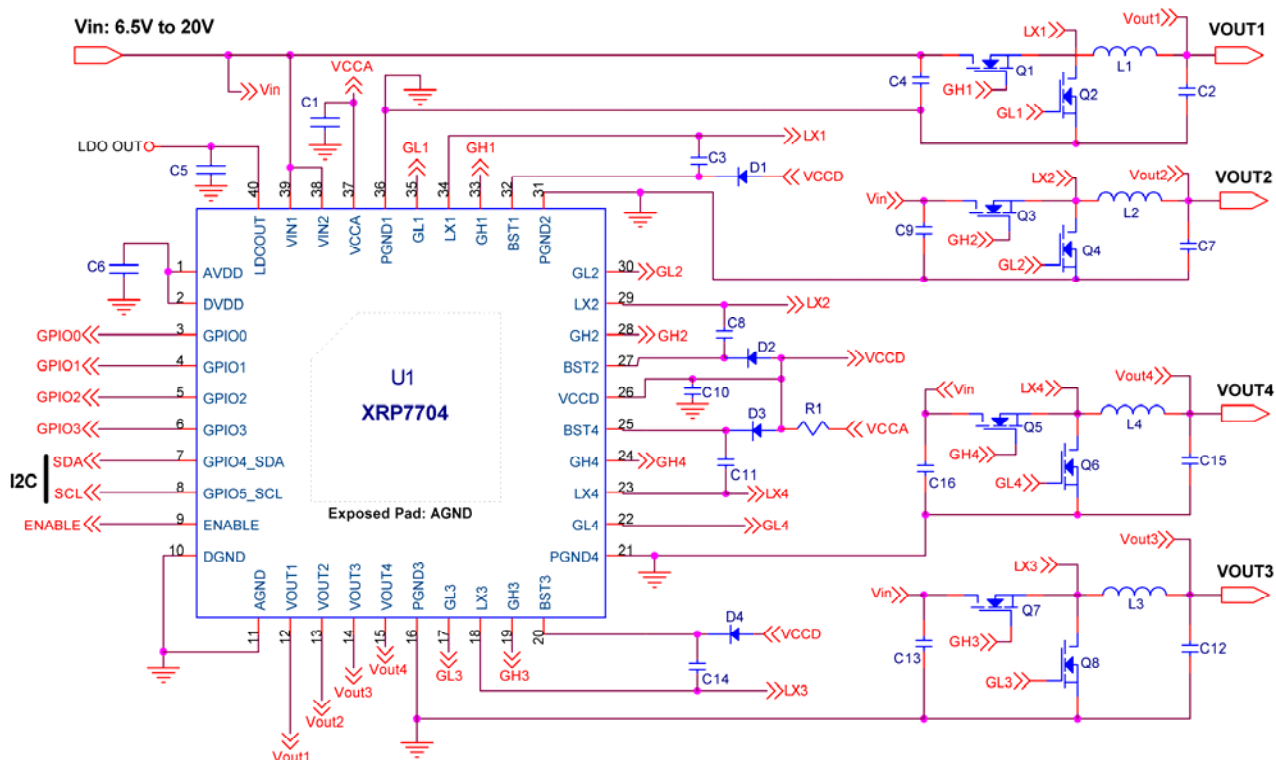 Vin: 6.5V to 20V
Vin
VCCA
C1
LDO OUT
C5
GL1
GH1
LX1
C3
D1
VCCD
C4
GH1
Q1
LX1
GL1
Q2
L1
Vout1
C2
VOUT1
40 39 38 37 36 35 34 33 32 31
LDOOUT VIN1 VIN2 VCCA PGND1 GL1 LX1 GH1 BST1 PGND2
Vin
C9
GH2
Q3
LX2
GL2
Q4
L2
Vout2
C7
VOUT2
C6
1 AVDD
2 DVDD
GPIO0 3 GPIO0
GPIO1 4 GPIO1
GPIO2 5 GPIO2
GPIO3 6 GPIO3
I2C
SDA 7 GPIO4_SDA
SCL 8 GPIO5_SCL
ENABLE 9 ENABLE
10 DGND
U1
XRP7704
Exposed Pad: AGND
GL2 30 GL2
LX2 29 LX2
C8
GH2 28 GH2
BST2 27 D2
VCCD
VCCD 26
C10
BST4 25 D3 R1 VCCA
GH4 24 GH4
C11
LX4 23 LX4
GL4 22 GL4
PGND4 21
Vin
C16
GH4
Q5
LX4
GL4
Q6
L4
Vout4
C15
VOUT4
AGND VOUT1 VOUT2 VOUT3 VOUT4 PGND3 GL3 LX3 GH3 BST3
11 12 13 14 15 16 17 18 19 20
Vout1
Vout2
Vout3
Vout4
GL3
GH3
D4
VCCD
C14
LX3
Vin
C13
GH3
Q7
LX3
GL3
Q8
L3
Vout3
C12
VOUT3